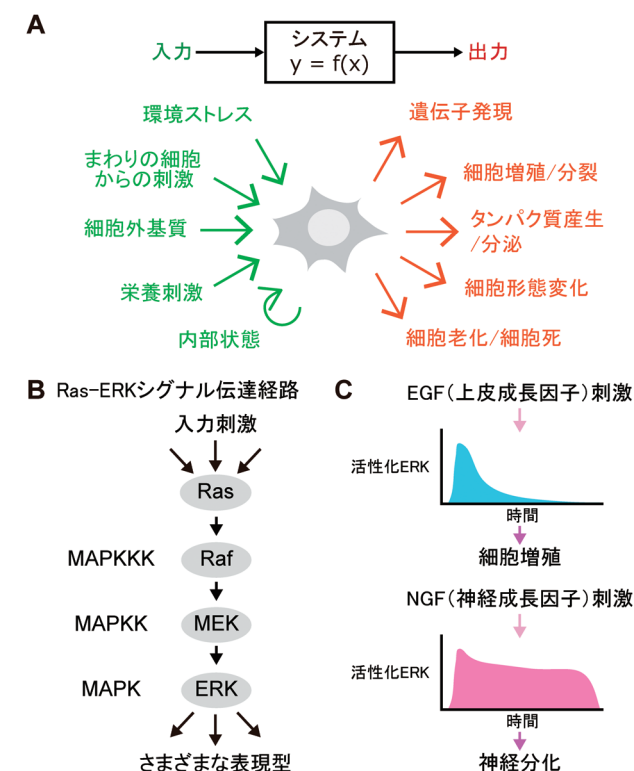 A
入力
システム
y = f(x)
出力
環境ストレス
まわりの細胞
からの刺激
細胞外基質
栄養刺激
内部状態
遺伝子発現
細胞増殖/分裂
タンパク質産生
/分泌
細胞形態変化
細胞老化/細胞死
B Ras-ERKシグナル伝達経路
入力刺激
Ras
MAPKKK Raf
MAPKK MEK
MAPK ERK
さまざまな表現型
C EGF(上皮成長因子)刺激
活性化ERK
時間
細胞増殖
NGF(神経成長因子)刺激
活性化ERK
時間
神経分化